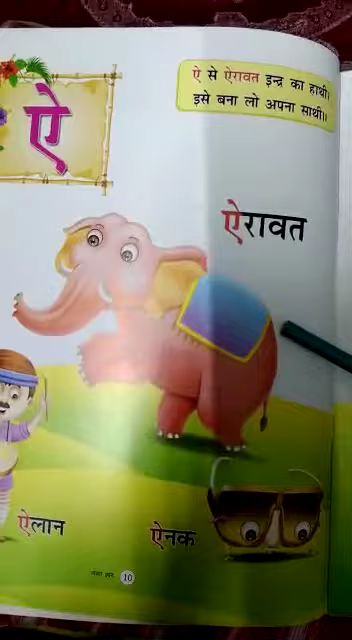 ऐ
ऐ से ऐरावत इन्द्र का हाथी।
इसे बना लो अपना साथी।।
ऐरावत
ऐलान
ऐनक
10